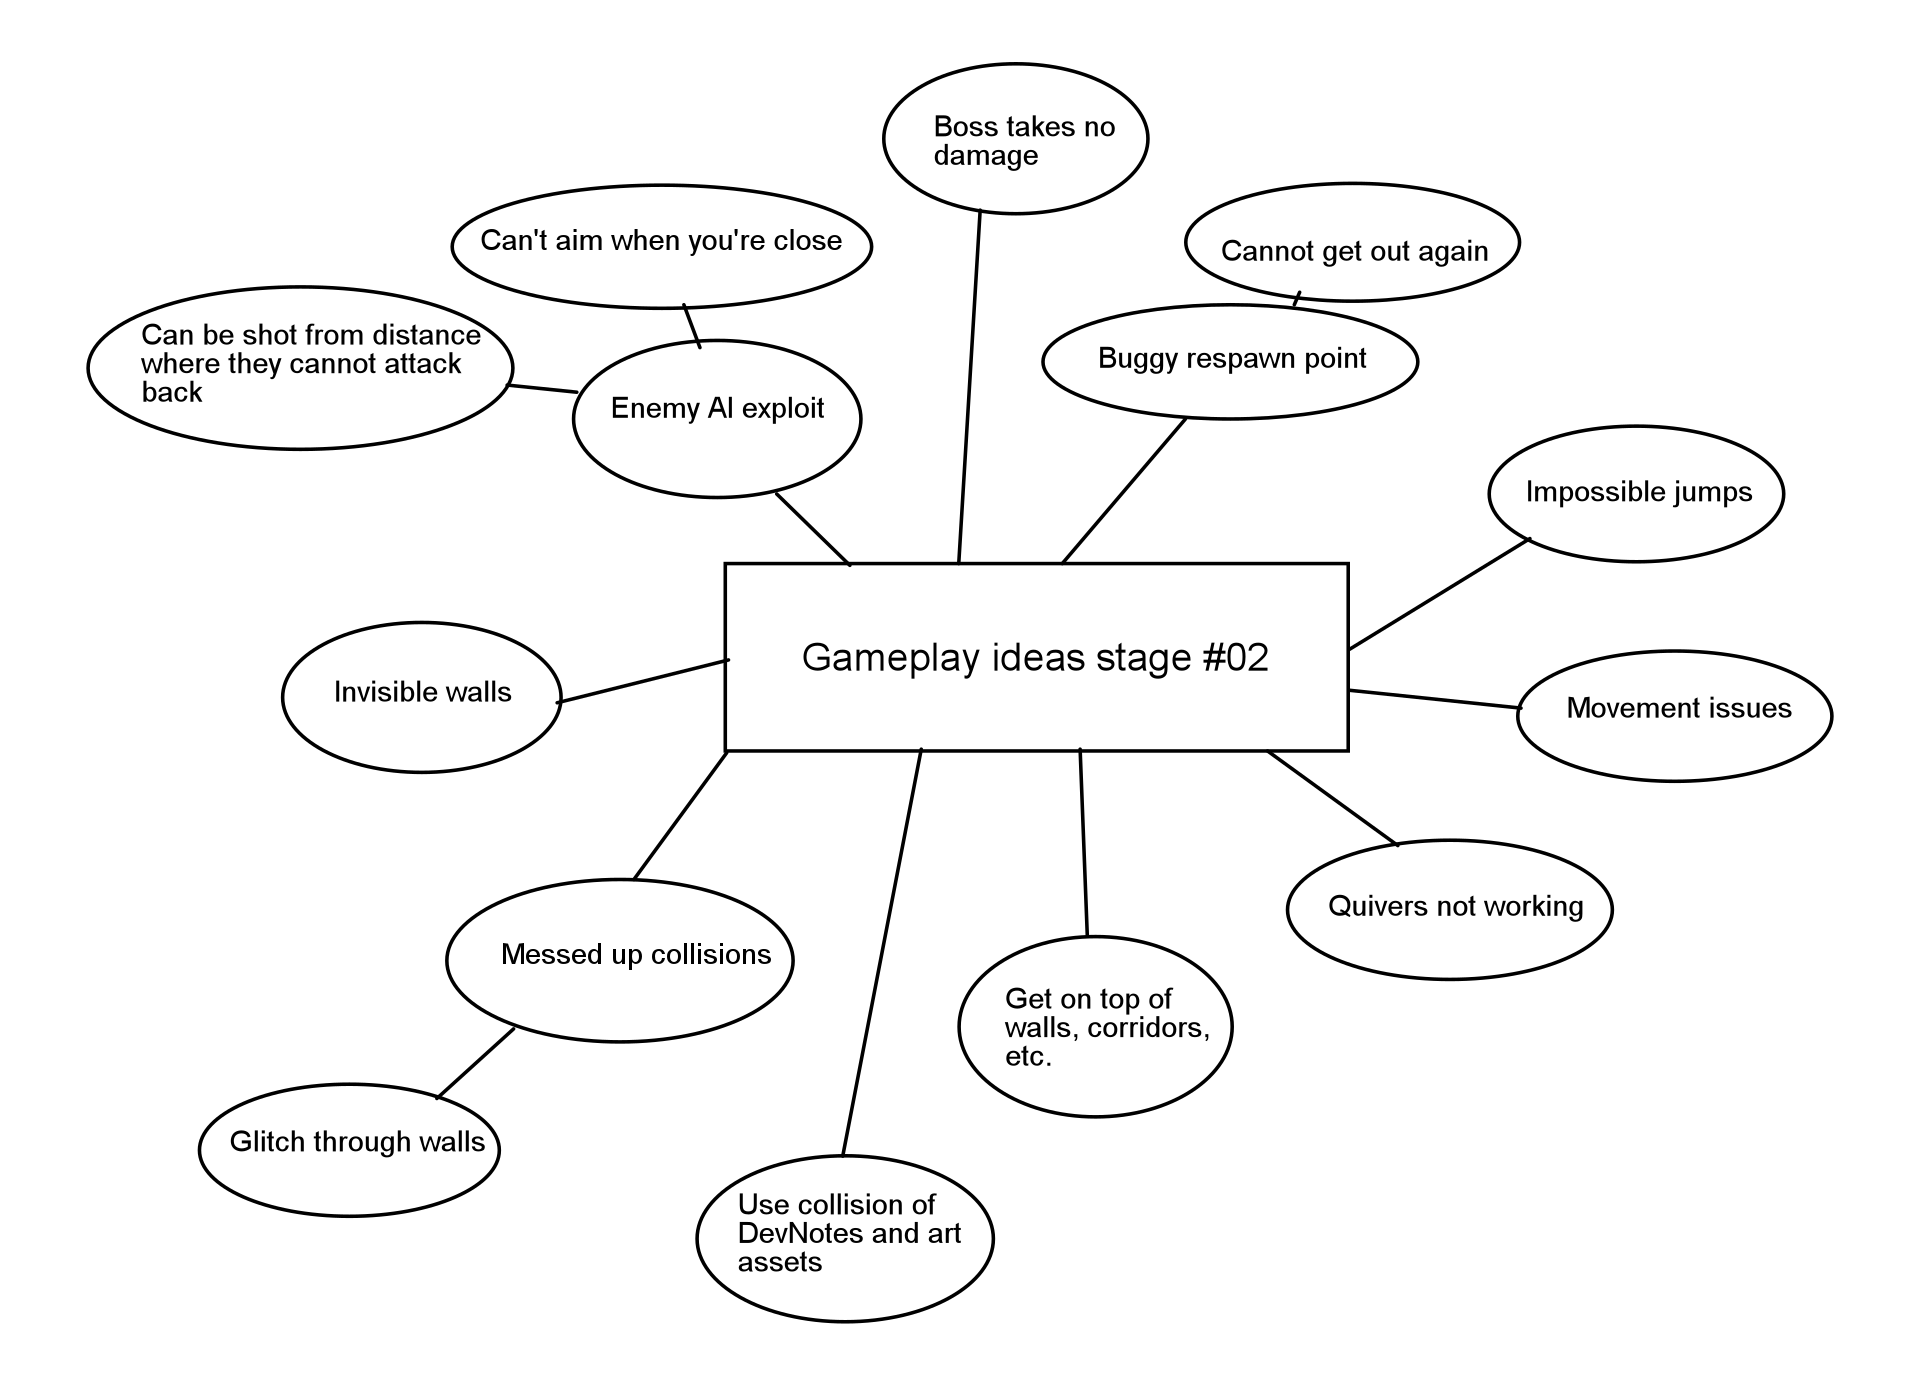 Boss takes no
damage
Can't aim when you're close
Cannot get out again
Can be shot from distance
where they cannot attack
back
Buggy respawn point
Enemy AI exploit
Impossible jumps
Gameplay ideas stage #02
Invisible walls
Movement issues
Quivers not working
Messed up collisions
Get on top of
walls, corridors,
etc.
Glitch through walls
Use collision of
DevNotes and art
assets